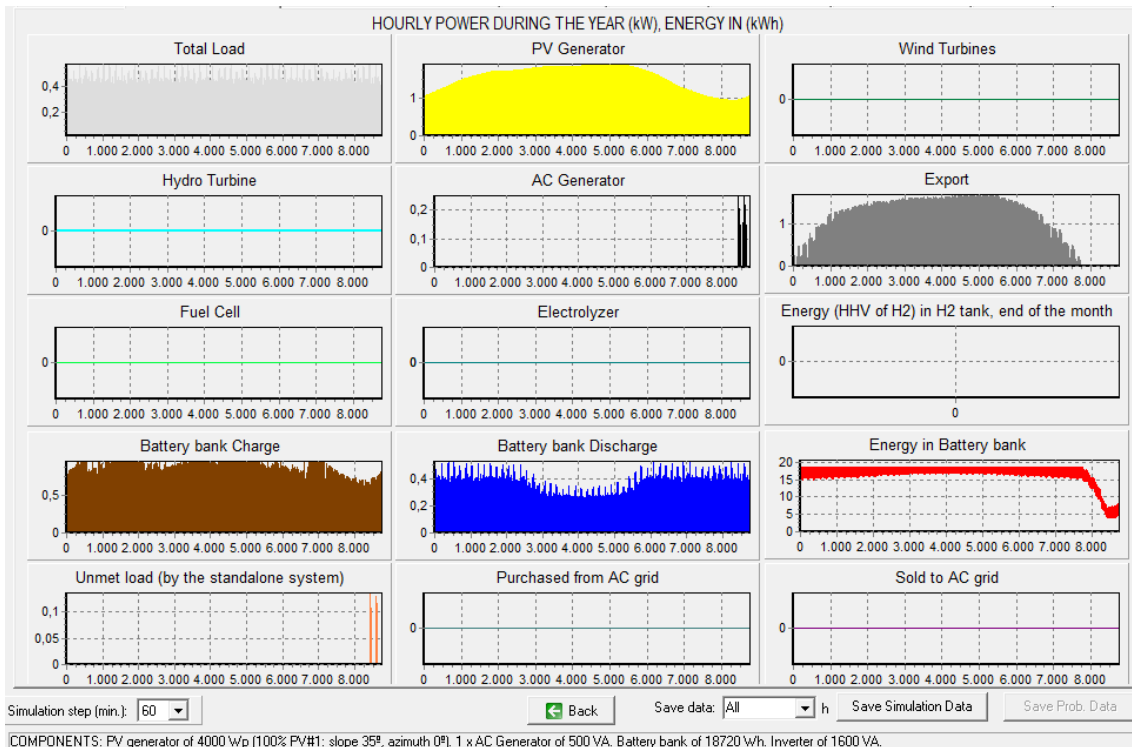 HOURLY POWER DURING THE YEAR (kW), ENERGY IN (kWh)
Total Load
0,4
0,2
0 1.000 2.000 3.000 4.000 5.000 6.000 7.000 8.000
PV Generator
1
0
0 1.000 2.000 3.000 4.000 5.000 6.000 7.000 8.000
Wind Turbines
0
0 1.000 2.000 3.000 4.000 5.000 6.000 7.000 8.000
Hydro Turbine
0
0 1.000 2.000 3.000 4.000 5.000 6.000 7.000 8.000
AC Generator
0,2
0,1
0
0 1.000 2.000 3.000 4.000 5.000 6.000 7.000 8.000
Export
1
0
0 1.000 2.000 3.000 4.000 5.000 6.000 7.000 8.000
Fuel Cell
0
0 1.000 2.000 3.000 4.000 5.000 6.000 7.000 8.000
Electrolyzer
0
0 1.000 2.000 3.000 4.000 5.000 6.000 7.000 8.000
Energy (HHV of H2) in H2 tank, end of the month
0
0
Battery bank Charge
0,5
0
0 1.000 2.000 3.000 4.000 5.000 6.000 7.000 8.000
Battery bank Discharge
0,4
0,2
0
0 1.000 2.000 3.000 4.000 5.000 6.000 7.000 8.000
Energy in Battery bank
20
15
10
5
0
0 1.000 2.000 3.000 4.000 5.000 6.000 7.000 8.000
Unmet load (by the standalone system)
0,1
0,05
0
0 1.000 2.000 3.000 4.000 5.000 6.000 7.000 8.000
Purchased from AC grid
0
0 1.000 2.000 3.000 4.000 5.000 6.000 7.000 8.000
Sold to AC grid
0
0 1.000 2.000 3.000 4.000 5.000 6.000 7.000 8.000
Simulation step (min.): 60 Back Save data: All h Save Simulation Data Save Prob. Data
COMPONENTS: PV generator of 4000 Wp (100% PV#1: slope 35º, azimuth 0º). 1 x AC Generator of 500 VA. Battery bank of 18720 Wh. Inverter of 1600 VA.